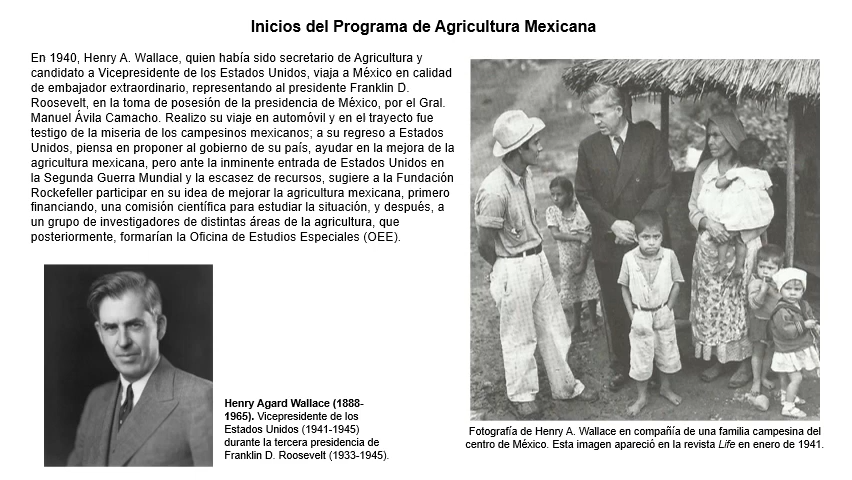 Inicios del Programa de Agricultura Mexicana
En 1940, Henry A. Wallace, quien había sido secretario de Agricultura y
candidato a Vicepresidente de los Estados Unidos, viaja a México en calidad
de embajador extraordinario, representando al presidente Franklin D.
Roosevelt, en la toma de posesión de la presidencia de México, por el Gral.
Manuel Ávila Camacho. Realizo su viaje en automóvil y en el trayecto fue
testigo de la miseria de los campesinos mexicanos; a su regreso a Estados
Unidos, piensa en proponer al gobierno de su país, ayudar en la mejora de la
agricultura mexicana, pero ante la inminente entrada de Estados Unidos en
la Segunda Guerra Mundial y la escasez de recursos, sugiere a la Fundación
Rockefeller participar en su idea de mejorar la agricultura mexicana, primero
financiando, una comisión científica para estudiar la situación, y después, a
un grupo de investigadores de distintas áreas de la agricultura, que
posteriormente, formarían la Oficina de Estudios Especiales (OEE).
Henry Agard Wallace (1888-
1965). Vicepresidente de los
Estados Unidos (1941-1945)
durante la tercera presidencia de
Franklin D. Roosevelt (1933-1945).
Fotografía de Henry A. Wallace en compañía de una familia campesina del
centro de México. Esta imagen apareció en la revista Life en enero de 1941.